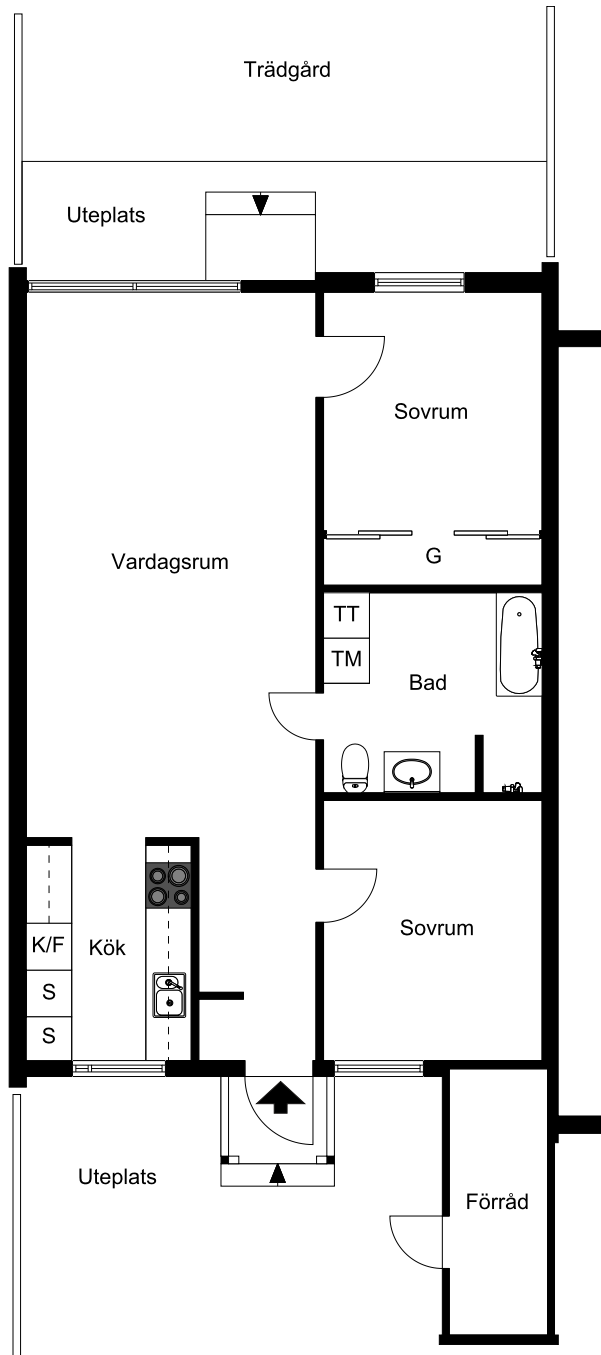 Trädgård
Uteplats
Sovrum
G
Vardagsrum
TT
TM
Bad
K/F
Kök
S
S
Sovrum
Uteplats
Förråd